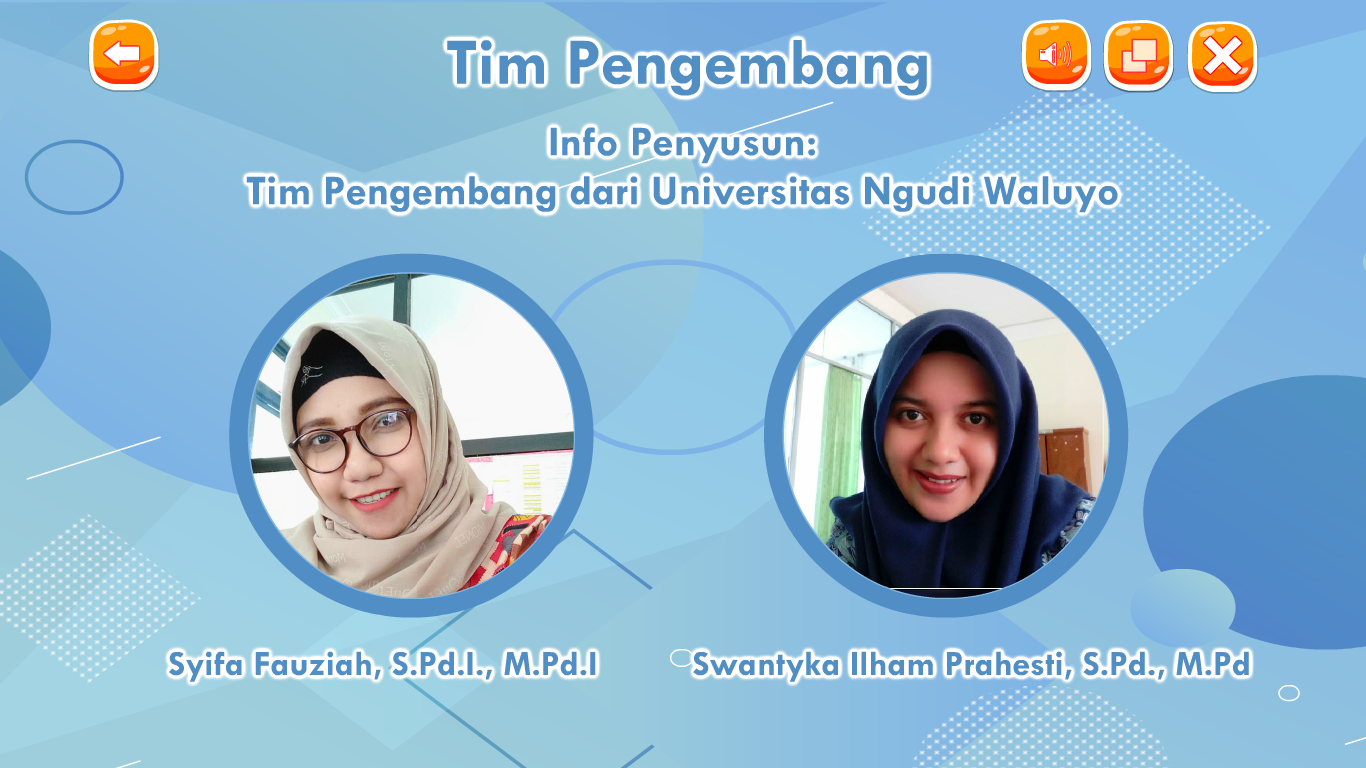 Tim Pengembang
Info Penyusun:
Tim Pengembang dari Universitas Ngudi Waluyo
Syifa Fauziah, S.Pd.I., M.Pd.I
Swantyka Ilham Prahesti, S.Pd., M.Pd